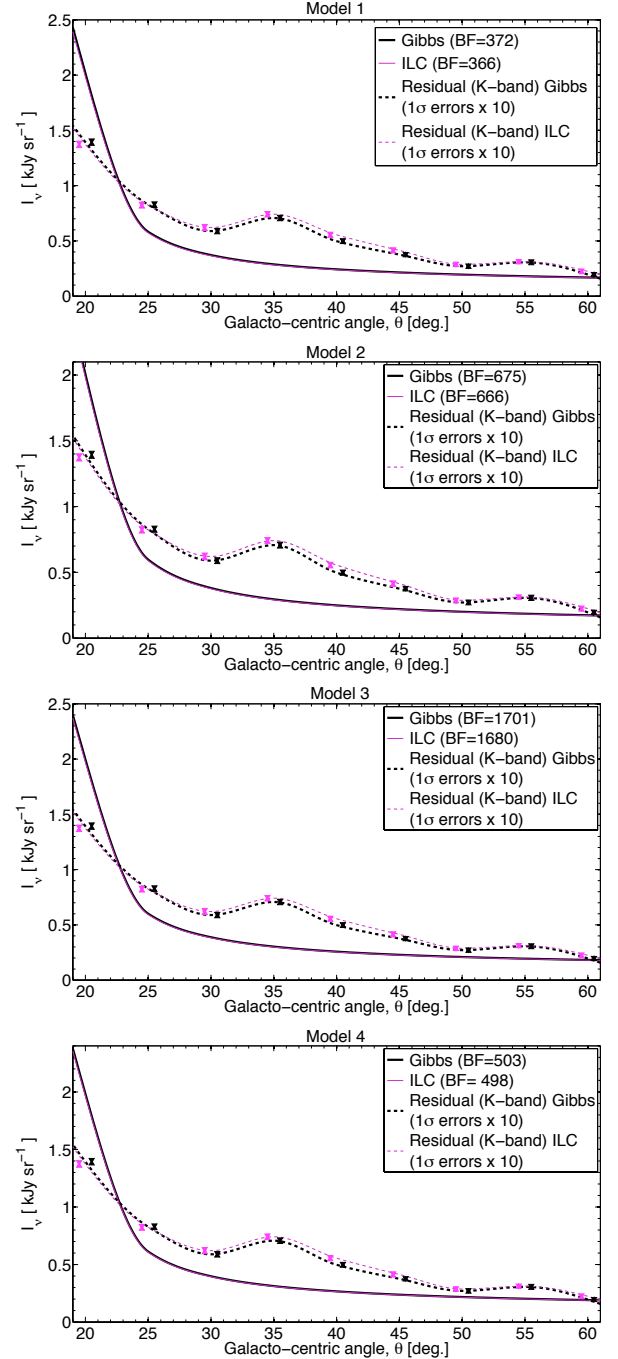 Model 1
2.5
2
1.5
1
0.5
0
I_ν [ kJy sr⁻¹ ]
Gibbs (BF=372)
ILC (BF=366)
Residual (K−band) Gibbs
(1σ errors x 10)
Residual (K−band) ILC
(1σ errors x 10)
20 25 30 35 40 45 50 55 60
Galacto−centric angle, θ [deg.]
Model 2
2
1.5
1
0.5
0
I_ν [ kJy sr⁻¹ ]
Gibbs (BF=675)
ILC (BF=666)
Residual (K−band) Gibbs
(1σ errors x 10)
Residual (K−band) ILC
(1σ errors x 10)
20 25 30 35 40 45 50 55 60
Galacto−centric angle, θ [deg.]
Model 3
2.5
2
1.5
1
0.5
0
I_ν [ kJy sr⁻¹ ]
Gibbs (BF=1701)
ILC (BF=1680)
Residual (K−band) Gibbs
(1σ errors x 10)
Residual (K−band) ILC
(1σ errors x 10)
20 25 30 35 40 45 50 55 60
Galacto−centric angle, θ [deg.]
Model 4
2
1.5
1
0.5
0
I_ν [ kJy sr⁻¹ ]
Gibbs (BF=503)
ILC (BF= 498)
Residual (K−band) Gibbs
(1σ errors x 10)
Residual (K−band) ILC
(1σ errors x 10)
20 25 30 35 40 45 50 55 60
Galacto−centric angle, θ [deg.]